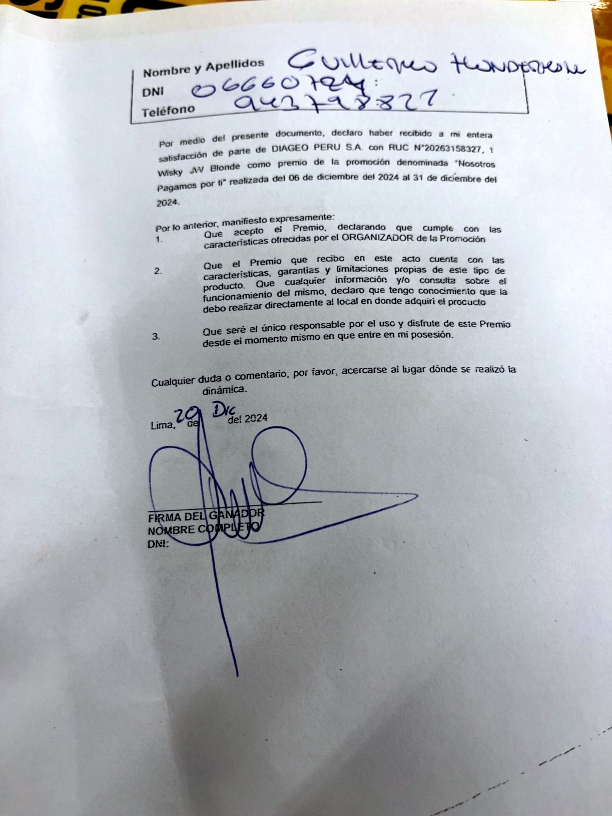 Nombre y Apellidos Guillermo
DNI
Teléfono 943798827
Por medio del presente documento, declaro haber recibido a mi entera
satisfacción de parte de DIAGEO PERU S.A. con RUC N°20263158327, 1
Wisky JW Blonde como premio de la promoción denominada "Nosotros
Pagamos por ti" realizada del 06 de diciembre del 2024 al 31 de diciembre del
2024.
Por lo anterior, manifiesto expresamente:
1. Que acepto el Premio, declarando que cumple con las
características ofrecidas por el ORGANIZADOR de la Promoción
2. Que el Premio que recibo en este acto cuenta con las
características, garantías y limitaciones propias de este tipo de
producto. Que cualquier información y/o consulta sobre el
funcionamiento del mismo, declaro que tengo conocimiento que la
debo realizar directamente al local en donde adquirí el producto
3. Que seré el único responsable por el uso y disfrute de este Premio
desde el momento mismo en que entre en mi posesión.
Cualquier duda o comentario, por favor, acercarse al lugar dónde se realizó la
dinámica.
Lima, 29 de Dic del 2024
FIRMA DEL GANADOR
NOMBRE COMPLETO
DNI: